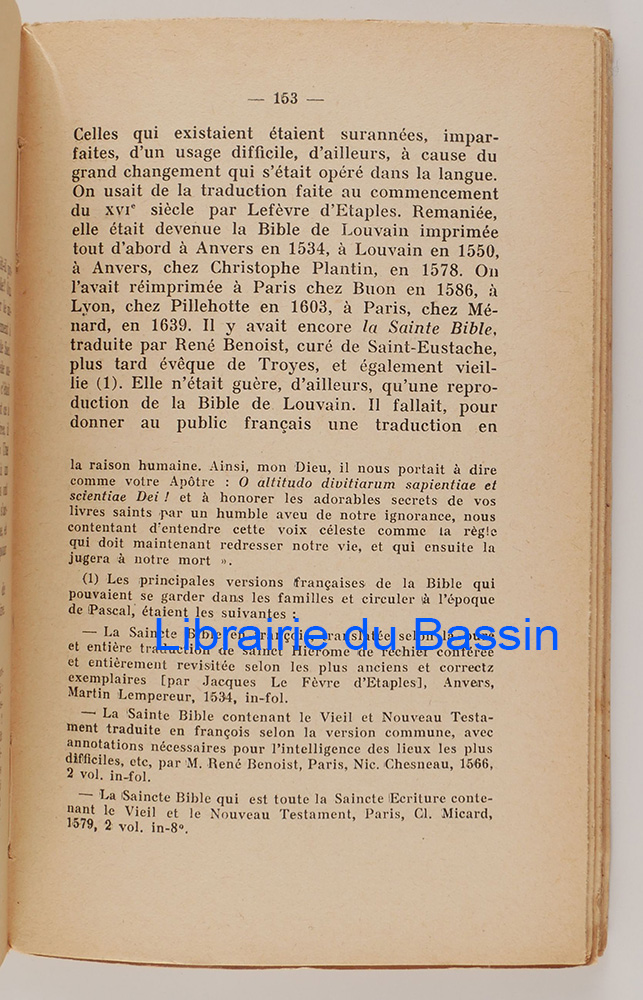 — 153 —
Celles qui existaient étaient surannées, impar-
faites, d'un usage difficile, d'ailleurs, à cause du
grand changement qui s'était opéré dans la langue.
On usait de la traduction faite au commencement
du XVIe siècle par Lefèvre d'Etaples. Remaniée,
elle était devenue la Bible de Louvain imprimée
tout d'abord à Anvers en 1534, à Louvain en 1550,
à Anvers, chez Christophe Plantin, en 1578. On
l'avait réimprimée à Paris chez Buon en 1586, à
Lyon, chez Pillehotte en 1603, à Paris, chez Mé-
nard, en 1639. Il y avait encore la Sainte Bible,
traduite par René Benoist, curé de Saint-Eustache,
plus tard évêque de Troyes, et également vieil-
lie (1). Elle n'était guère, d'ailleurs, qu'une repro-
duction de la Bible de Louvain. Il fallait, pour
donner au public français une traduction en
la raison humaine. Ainsi, mon Dieu, il nous portait à dire
comme votre Apôtre : O altitudo divitiarum sapientiae et
scientiae Dei ! et à honorer les adorables secrets de vos
livres saints par un humble aveu de notre ignorance, nous
contentant d'entendre cette voix céleste comme la règle
qui doit maintenant redresser notre vie, et qui ensuite la
jugera à notre mort ».
(1) Les principales versions françaises de la Bible qui
pouvaient se garder dans les familles et circuler à l'époque
de Pascal, étaient les suivantes :
— La Saincte Bible en françois, translatée selon la pure
et entière traduction de sainct Hierome de rechief conférée
et entièrement revisitée selon les plus anciens et correctz
exemplaires [par Jacques Le Fèvre d'Etaples], Anvers,
Martin Lempereur, 1534, in-fol.
— La Sainte Bible contenant le Vieil et Nouveau Testa-
ment traduite en françois selon la version commune, avec
annotations nécessaires pour l'intelligence des lieux les plus
difficiles, etc, par M. René Benoist, Paris, Nic. Chesneau, 1566,
2 vol. in-fol.
— La Saincte Bible qui est toute la Saincte Ecriture conte-
nant le Vieil et le Nouveau Testament, Paris, Cl. Micard,
1579, 2 vol. in-8°.
Librairie du Bassin